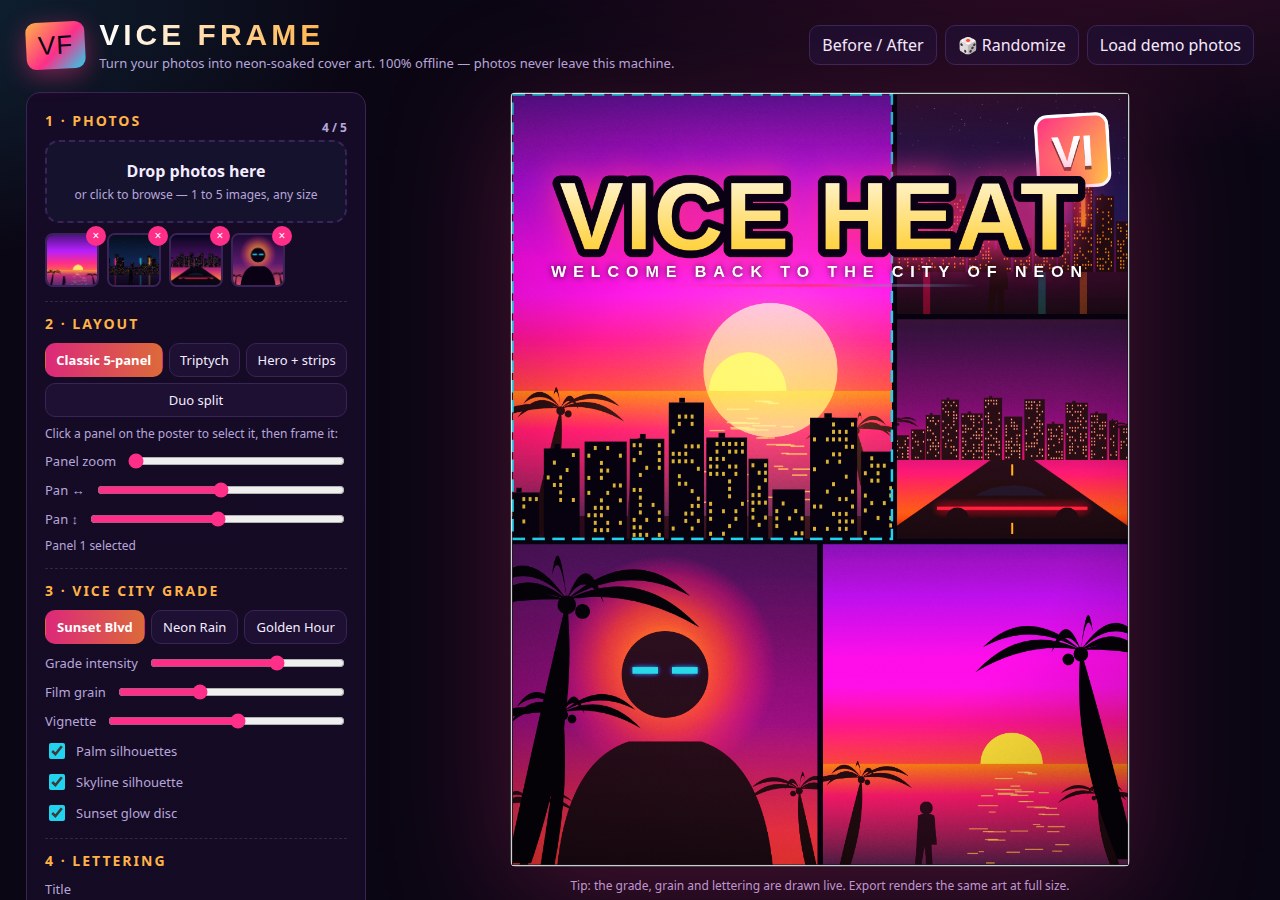 VF
VICE FRAME
Turn your photos into neon-soaked cover art. 100% offline — photos never leave this machine.
Before / After
🎲 Randomize
Load demo photos
1 · PHOTOS
4 / 5
Drop photos here
or click to browse — 1 to 5 images, any size
× × × ×
2 · LAYOUT
Classic 5-panel
Triptych
Hero + strips
Duo split
Click a panel on the poster to select it, then frame it:
Panel zoom
Pan ↔
Pan ↕
Panel 1 selected
3 · VICE CITY GRADE
Sunset Blvd
Neon Rain
Golden Hour
Grade intensity
Film grain
Vignette
Palm silhouettes
Skyline silhouette
Sunset glow disc
4 · LETTERING
Title
VI
VICE HEAT
WELCOME BACK TO THE CITY OF NEON
Tip: the grade, grain and lettering are drawn live. Export renders the same art at full size.